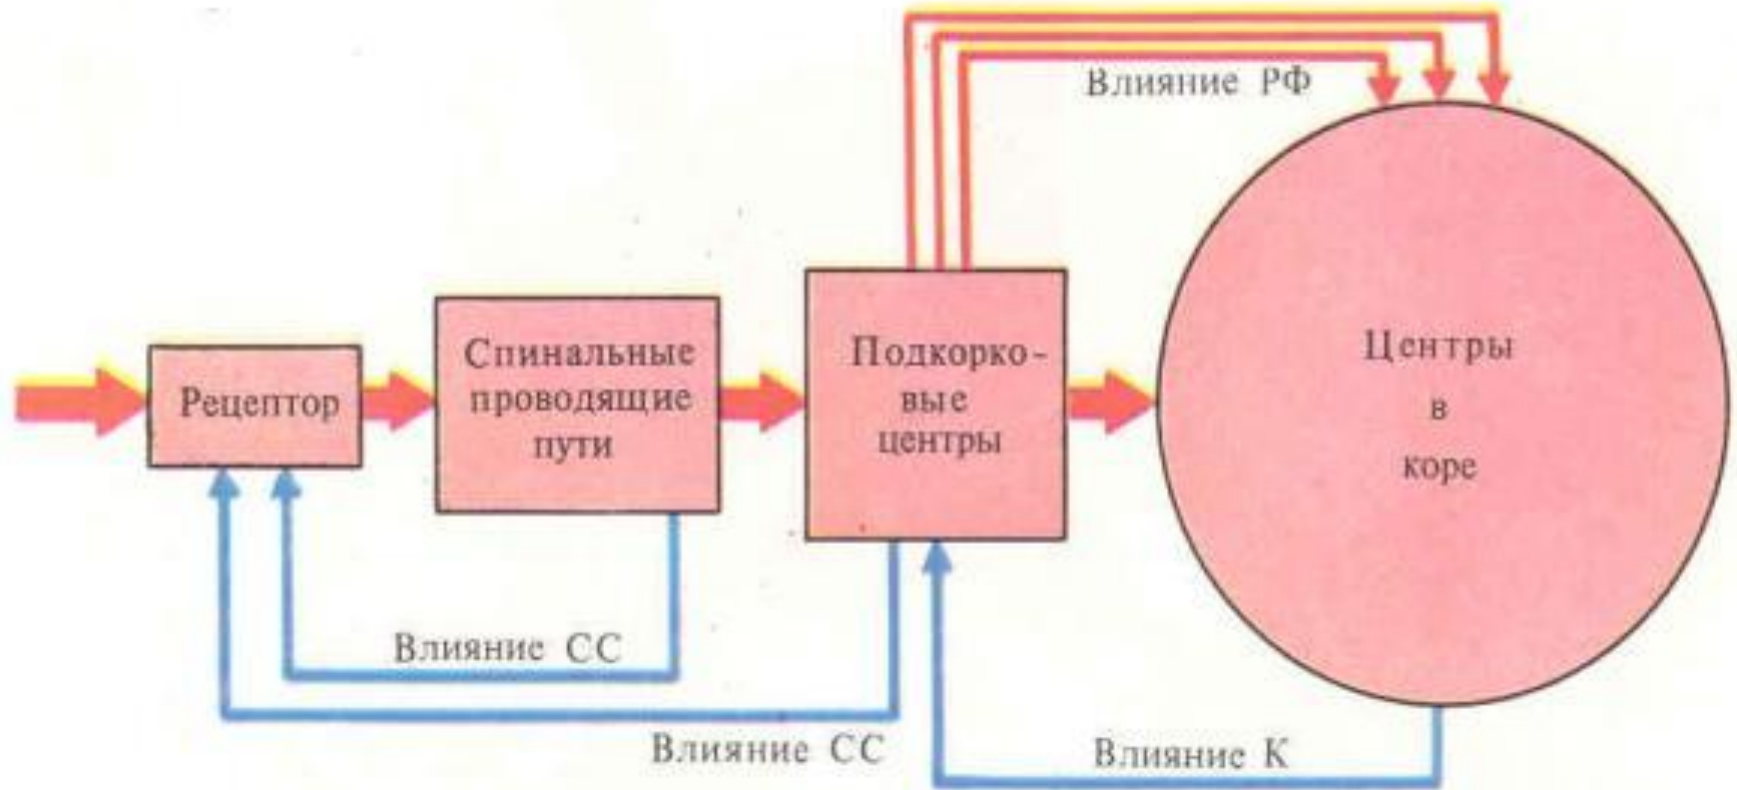 Влияние РФ
Рецептор
Спинальные
проводящие
пути
Подкорко-
вые
центры
Центры
в
коре
Влияние СС
Влияние СС
Влияние К